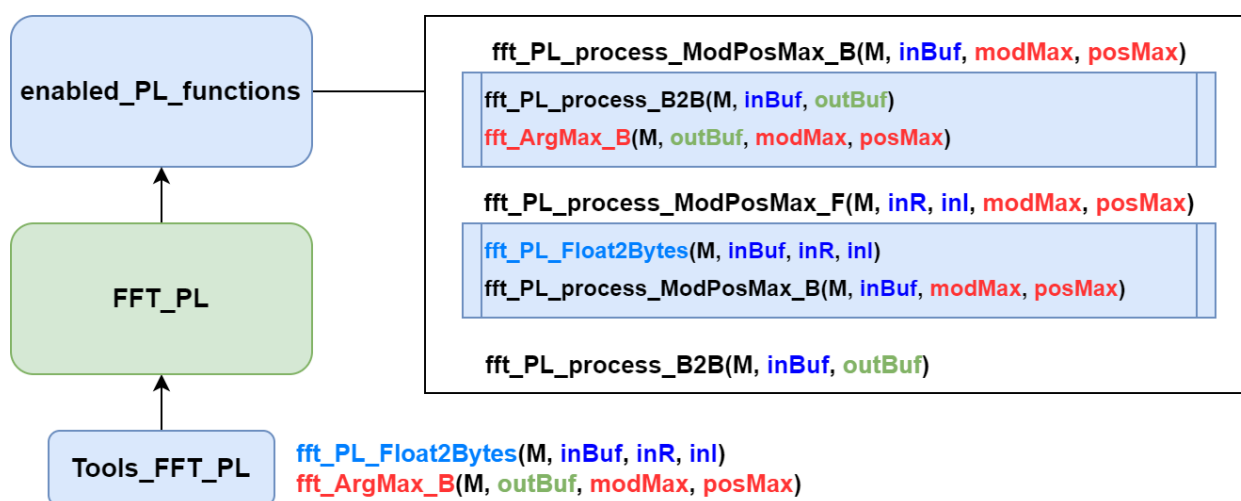 enabled_PL_functions
fft_PL_process_ModPosMax_B(M, inBuf, modMax, posMax)
fft_PL_process_B2B(M, inBuf, outBuf)
fft_ArgMax_B(M, outBuf, modMax, posMax)
fft_PL_process_ModPosMax_F(M, inR, inI, modMax, posMax)
fft_PL_Float2Bytes(M, inBuf, inR, inI)
fft_PL_process_ModPosMax_B(M, inBuf, modMax, posMax)
fft_PL_process_B2B(M, inBuf, outBuf)
FFT_PL
Tools_FFT_PL
fft_PL_Float2Bytes(M, inBuf, inR, inI)
fft_ArgMax_B(M, outBuf, modMax, posMax)